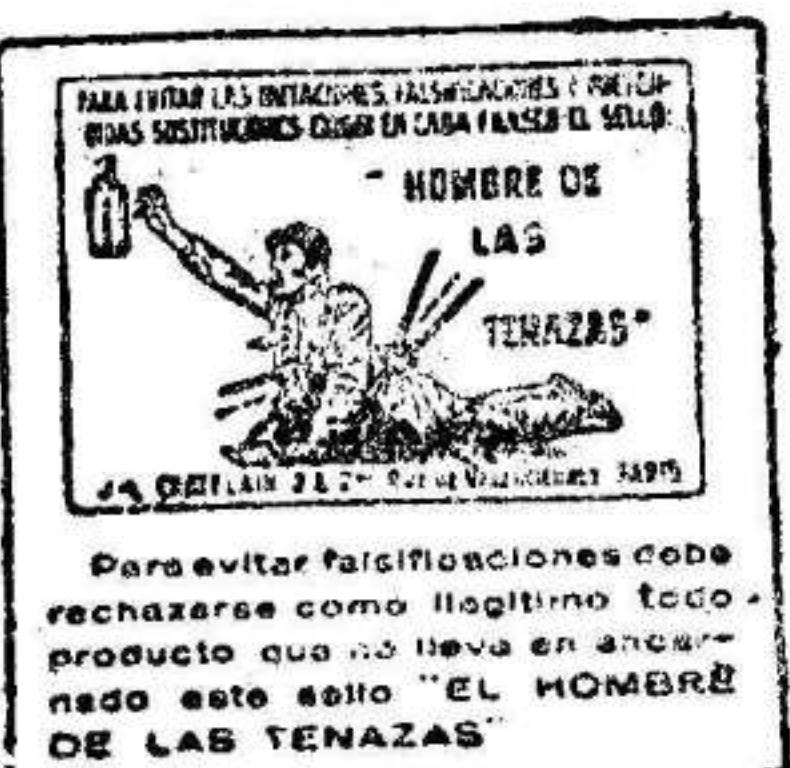 PARA EVITAR LAS IMITACIONES, FALSIFICACIONES Y
SUSTITUCIONES EXIGIR EN CADA FRASCO EL SELLO:
" HOMBRE DE
LAS
TENAZAS"
PARIS
Para evitar falsificaciones debe
rechazarse como ilegítimo todo
producto que no lleva en encar-
nado este sello "EL HOMBRE
DE LAS TENAZAS"